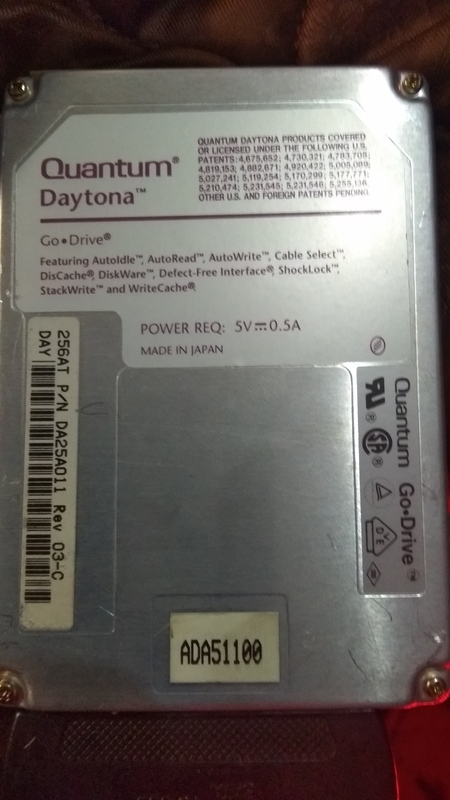 Quantum®
Daytona™
QUANTUM DAYTONA PRODUCTS COVERED
OR LICENSED UNDER THE FOLLOWING U.S.
PATENTS: 4,675,652; 4,730,321; 4,783,705;
4,819,153; 4,882,671; 4,920,422; 5,005,089;
5,027,241; 5,119,254; 5,170,299; 5,177,771;
5,210,474; 5,231,545; 5,231,546; 5,255,136.
OTHER U.S. AND FOREIGN PATENTS PENDING.
Go•Drive®
Featuring AutoIdle™, AutoRead™, AutoWrite™, Cable Select™,
DisCache®, DiskWare™, Defect-Free Interface®, ShockLock™,
StackWrite™ and WriteCache®.
POWER REQ: 5V⎓0.5A
MADE IN JAPAN
256AT P/N DA25A011 Rev 03-C
DAY
Quantum Go•Drive™
ADA51100